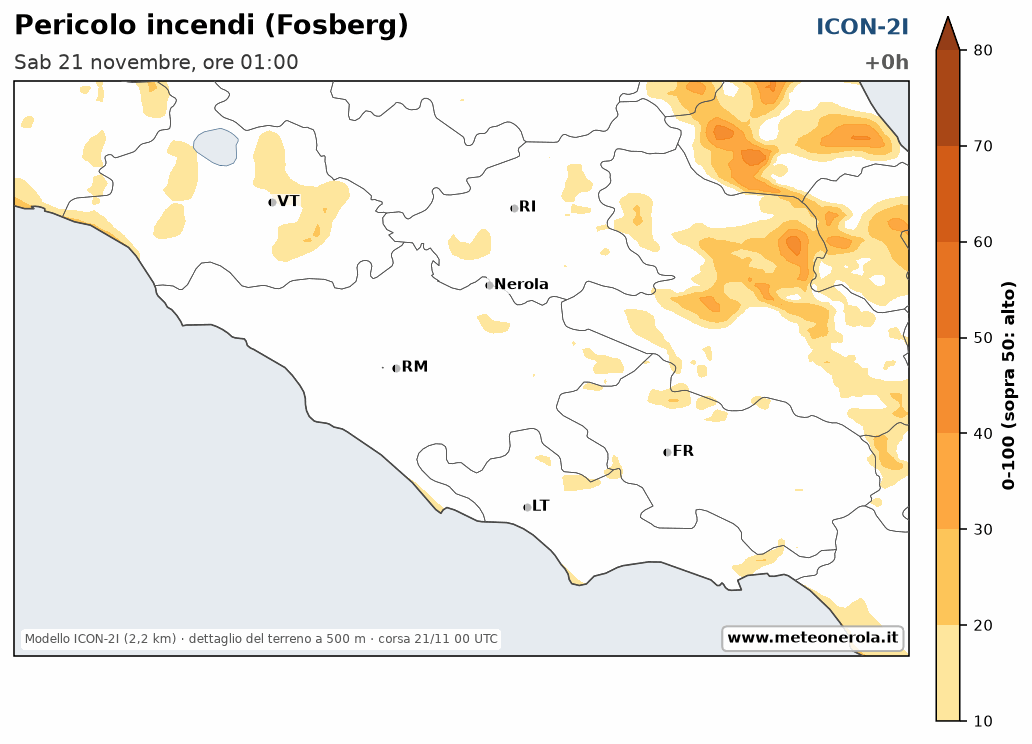 Pericolo incendi (Fosberg)
ICON-2I
Sab 21 novembre, ore 01:00
+0h
VT
RI
Nerola
RM
FR
LT
Modello ICON-2I (2,2 km) · dettaglio del terreno a 500 m · corsa 21/11 00 UTC
www.meteonerola.it
80
70
60
50
40
30
20
10
0-100 (sopra 50: alto)